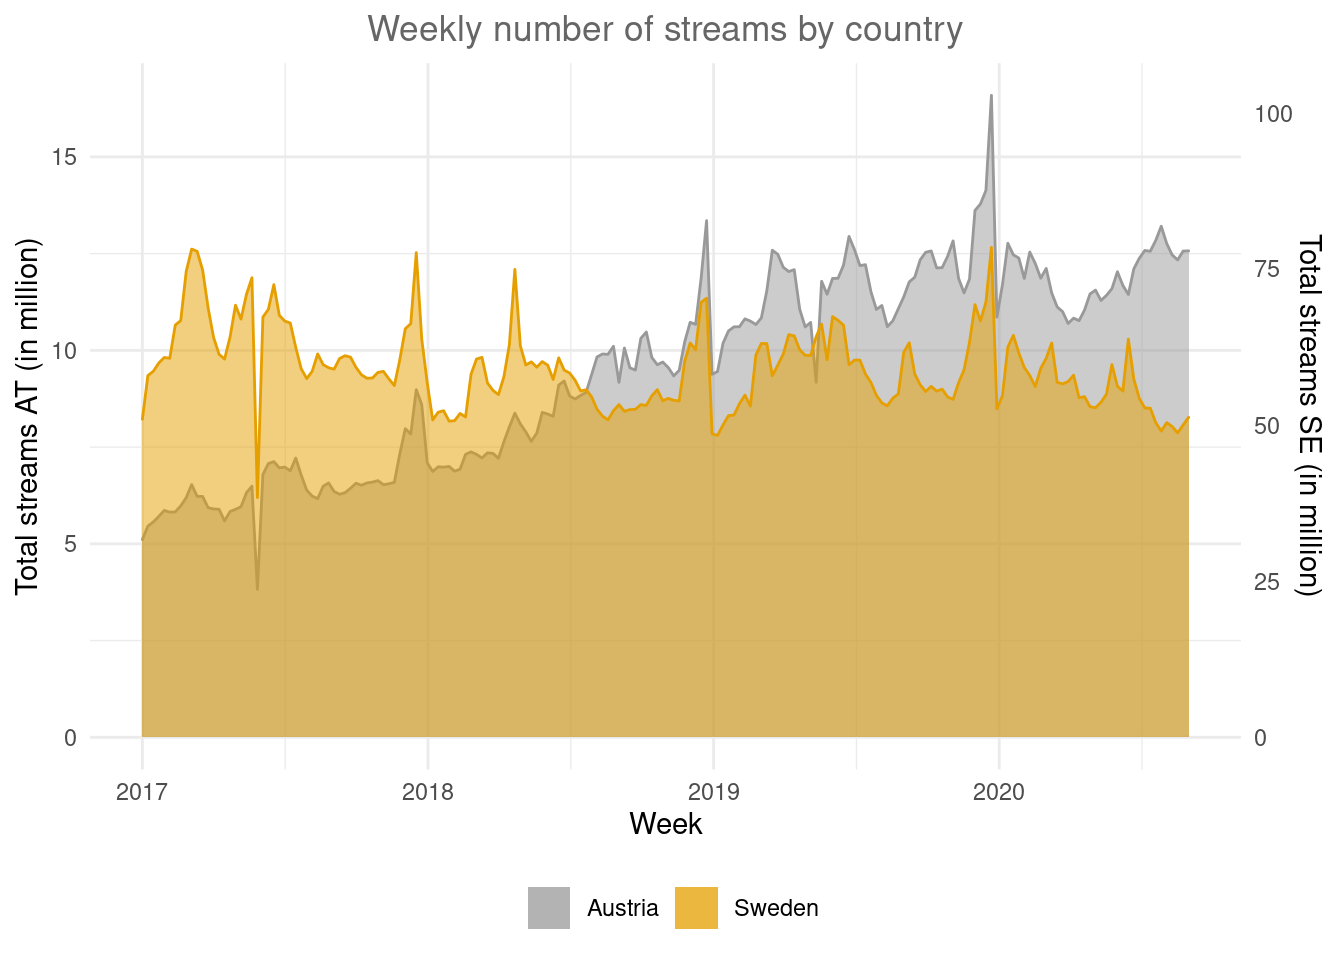 Weekly number of streams by country
Total streams AT (in million)
15
10
5
0
100
75
50
25
0
Total streams SE (in million)
2017 2018 2019 2020
Week
Austria Sweden